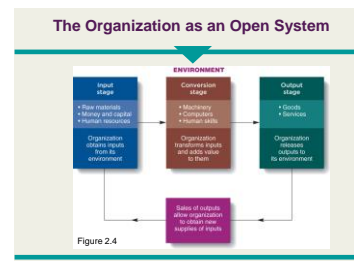 The Organization as an Open System
ENVIRONMENT
Input
stage
• Raw materials
• Money and capital
• Human resources
Organization
obtains inputs
from its
environment
Conversion
stage
• Machinery
• Computers
• Human skills
Organization
transforms inputs
and adds value
to them
Output
stage
• Goods
• Services
Organization
releases
outputs to
its environment
Sales of outputs
allow organization
to obtain new
supplies of inputs
Figure 2.4